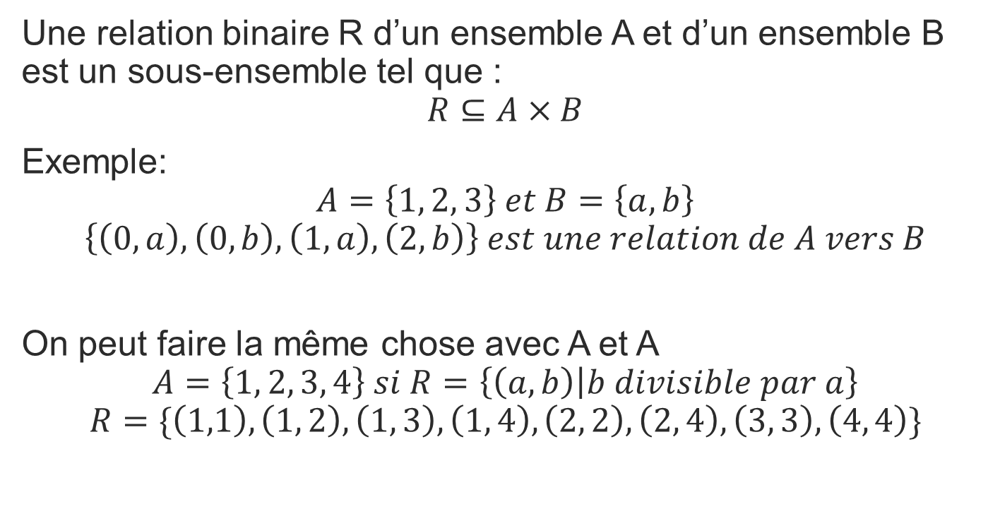 Une relation binaire R d’un ensemble A et d’un ensemble B
est un sous-ensemble tel que :
R ⊆ A × B
Exemple:
A = {1, 2, 3} et B = {a, b}
{(0, a), (0, b), (1, a), (2, b)} est une relation de A vers B
On peut faire la même chose avec A et A
A = {1, 2, 3, 4} si R = {(a, b)|b divisible par a}
R = {(1,1), (1, 2), (1, 3), (1, 4), (2, 2), (2, 4), (3, 3), (4, 4)}